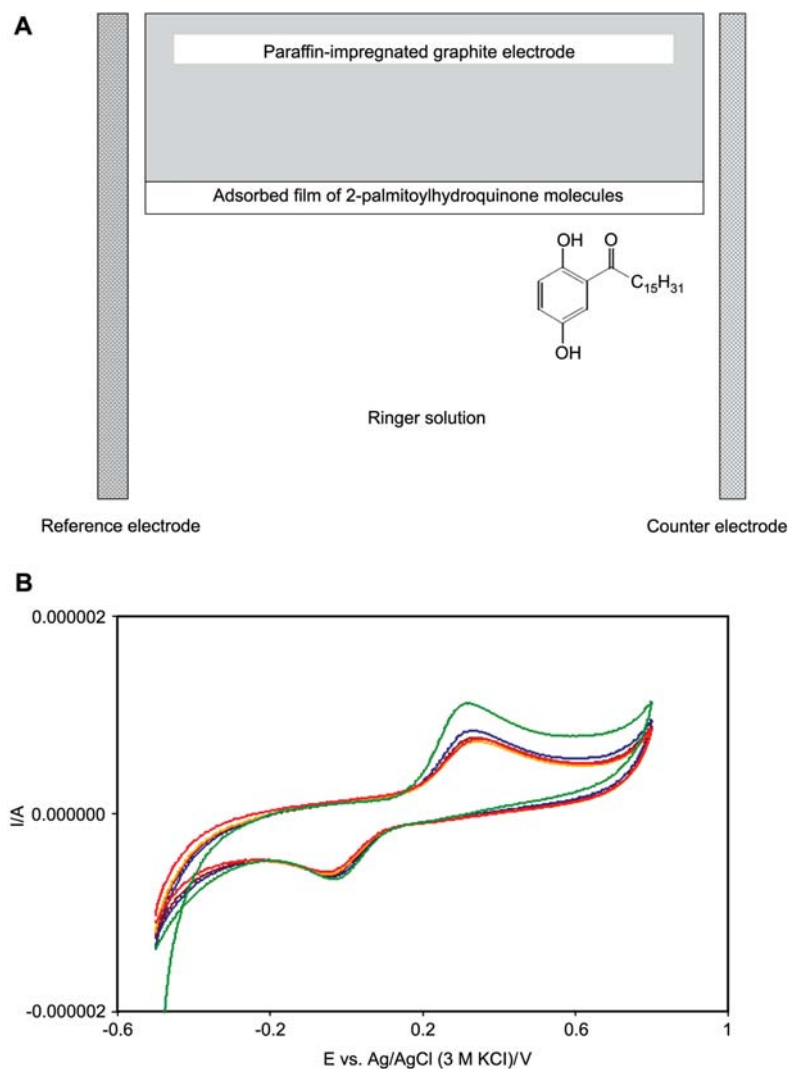 A
Paraffin-impregnated graphite electrode
Adsorbed film of 2-palmitoylhydroquinone molecules
OH O
C15H31
OH
Ringer solution
Reference electrode
Counter electrode
B
0.000002
0.000000
-0.000002
I/A
-0.6 -0.2 0.2 0.6 1
E vs. Ag/AgCl (3 M KCl)/V